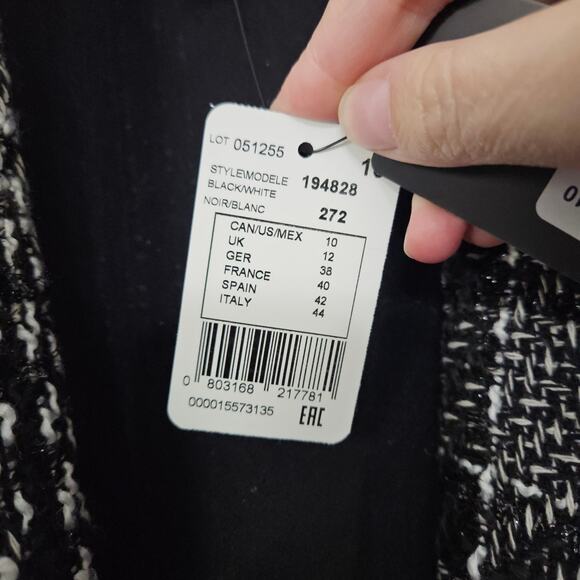 LOT 051255
STYLE\MODELE 194828
BLACK/WHITE
NOIR/BLANC 272
CAN/US/MEX 10
UK 12
GER 38
FRANCE 40
SPAIN 42
ITALY 44
0 803168 217781
000015573135 EAC
10